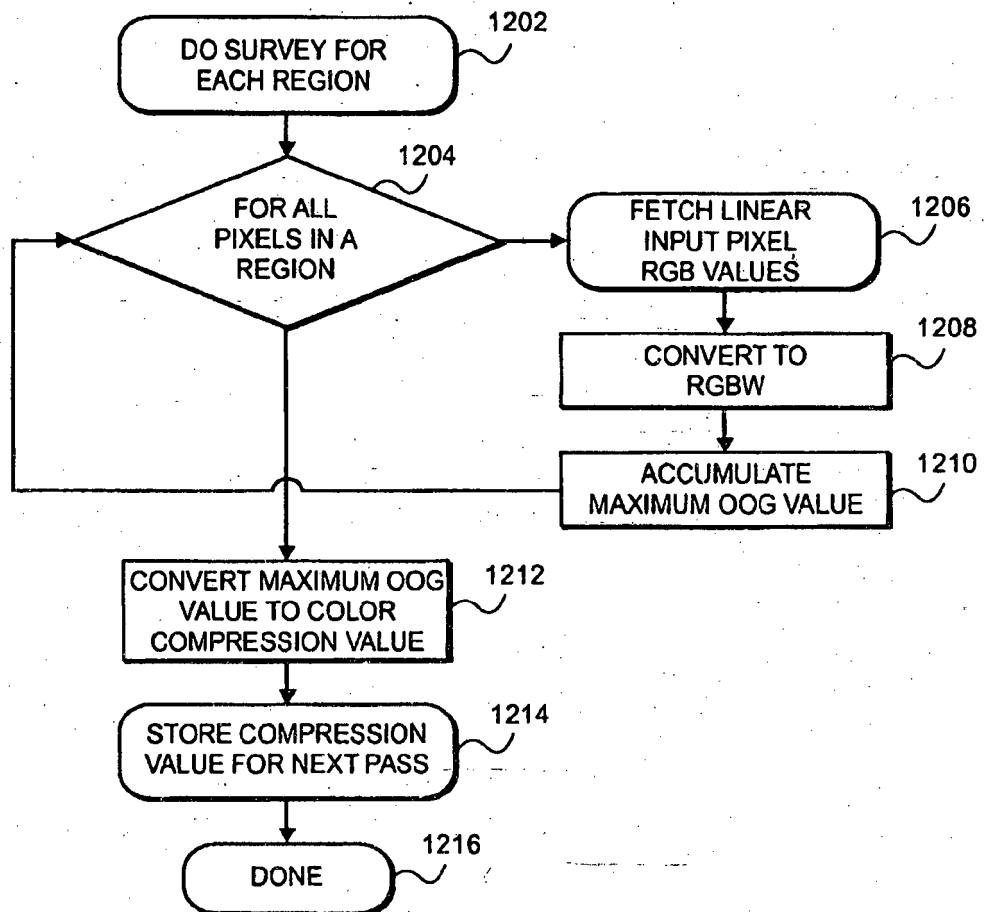 DO SURVEY FOR
EACH REGION
1202
FOR ALL
PIXELS IN A
REGION
1204
FETCH LINEAR
INPUT PIXEL
RGB VALUES
1206
CONVERT TO
RGBW
1208
ACCUMULATE
MAXIMUM OOG VALUE
1210
CONVERT MAXIMUM OOG
VALUE TO COLOR
COMPRESSION VALUE
1212
STORE COMPRESSION
VALUE FOR NEXT PASS
1214
DONE
1216